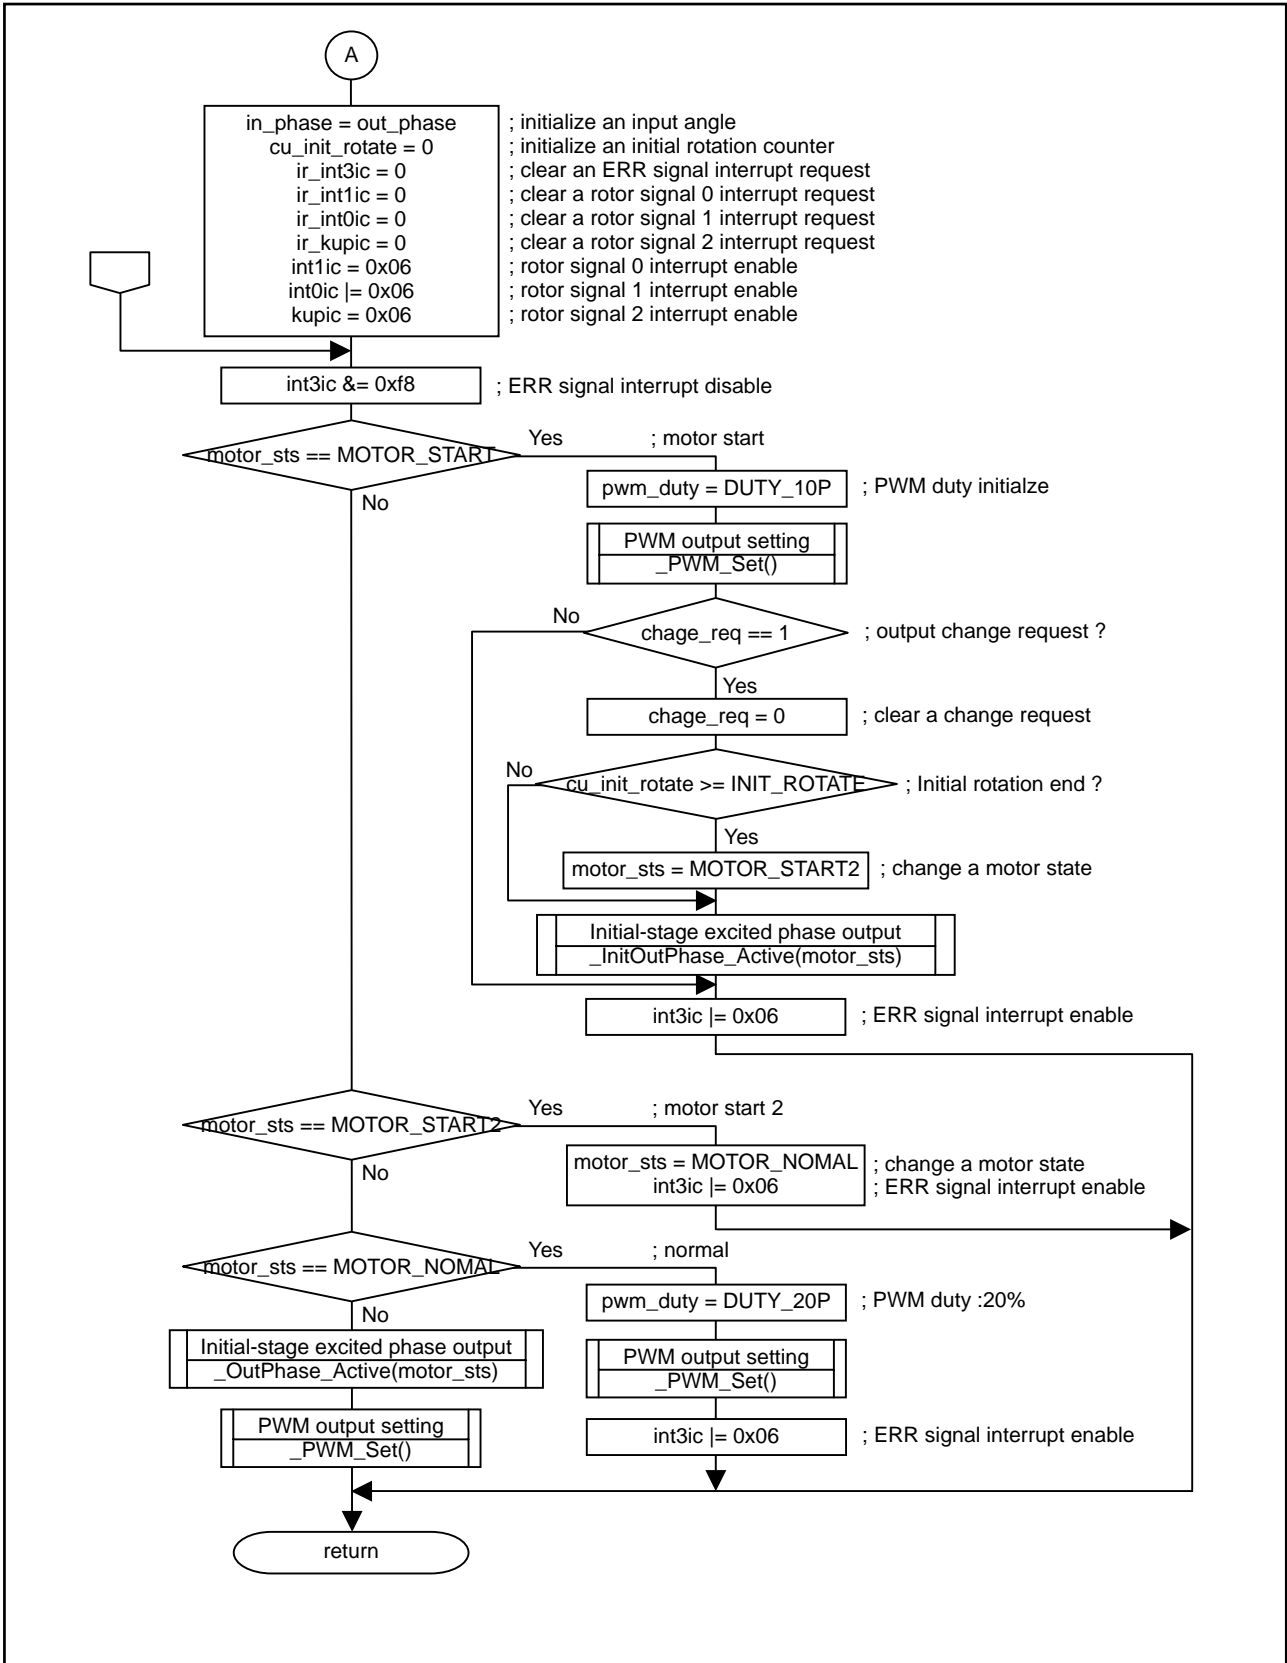 A
in_phase = out_phase ; initialize an input angle
cu_init_rotate = 0 ; initialize an initial rotation counter
ir_int3ic = 0 ; clear an ERR signal interrupt request
ir_int1ic = 0 ; clear a rotor signal 0 interrupt request
ir_int0ic = 0 ; clear a rotor signal 1 interrupt request
ir_kupic = 0 ; clear a rotor signal 2 interrupt request
int1ic = 0x06 ; rotor signal 0 interrupt enable
int0ic |= 0x06 ; rotor signal 1 interrupt enable
kupic = 0x06 ; rotor signal 2 interrupt enable
int3ic &= 0xf8 ; ERR signal interrupt disable
motor_sts == MOTOR_START Yes ; motor start
No
pwm_duty = DUTY_10P ; PWM duty initialze
PWM output setting
_PWM_Set()
No
chage_req == 1 ; output change request ?
Yes
chage_req = 0 ; clear a change request
No
cu_init_rotate >= INIT_ROTATE ; Initial rotation end ?
Yes
motor_sts = MOTOR_START2 ; change a motor state
Initial-stage excited phase output
_InitOutPhase_Active(motor_sts)
int3ic |= 0x06 ; ERR signal interrupt enable
motor_sts == MOTOR_START2 Yes ; motor start 2
No
motor_sts = MOTOR_NOMAL ; change a motor state
int3ic |= 0x06 ; ERR signal interrupt enable
motor_sts == MOTOR_NOMAL Yes ; normal
No
pwm_duty = DUTY_20P ; PWM duty :20%
Initial-stage excited phase output
_OutPhase_Active(motor_sts)
PWM output setting
_PWM_Set()
PWM output setting
_PWM_Set()
int3ic |= 0x06 ; ERR signal interrupt enable
return